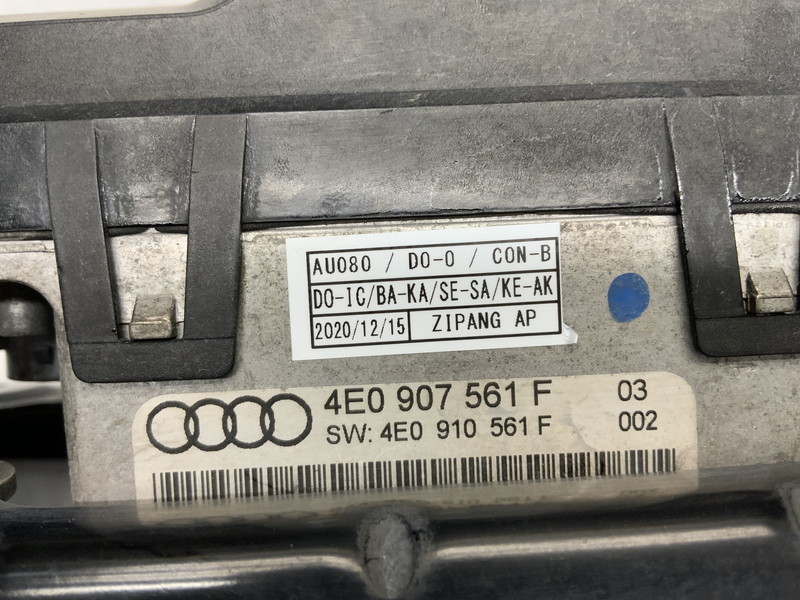 AU080 / DO-O / CON-B
DO-IC/BA-KA/SE-SA/KE-AK
2020/12/15 ZIPANG AP
4E0 907 561 F 03
SW: 4E0 910 561 F 002